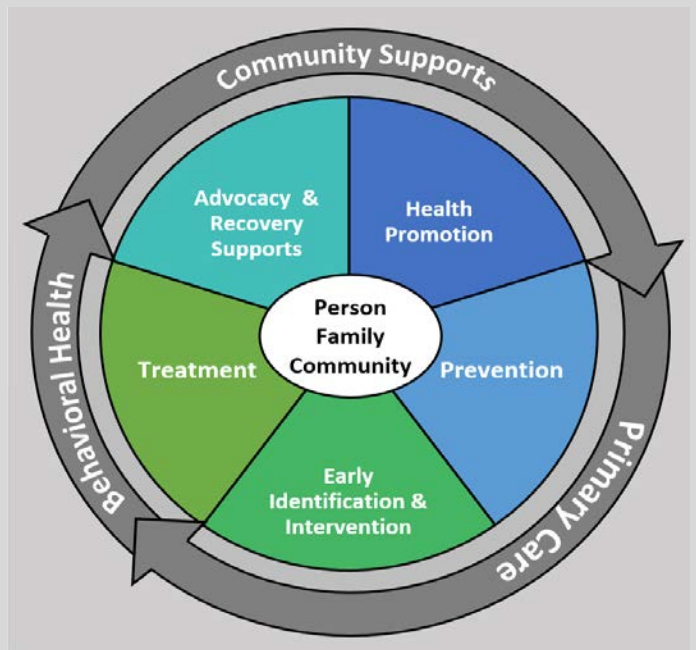 Community Supports
Advocacy &
Recovery
Supports
Health
Promotion
Person
Family
Community
Treatment
Prevention
Early
Identification &
Intervention
Behavioral Health
Primary Care